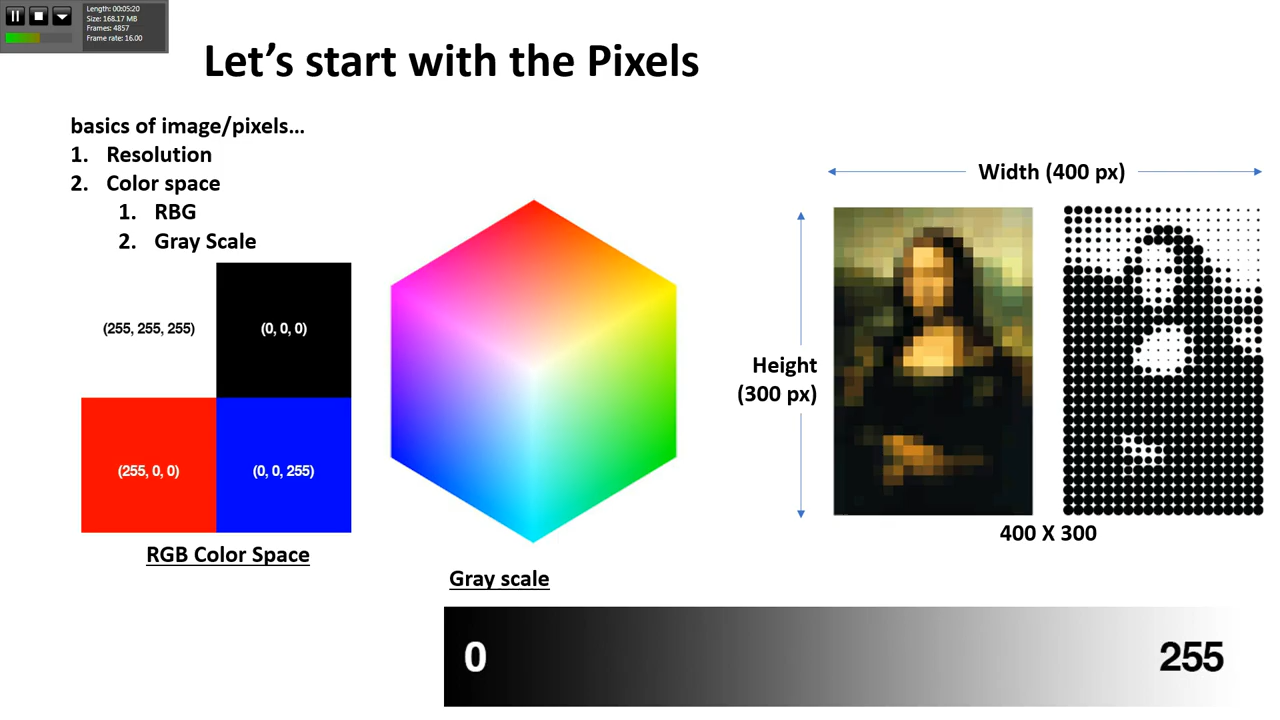 Length: 00:05:20
Size: 168.17 MB
Frames: 4857
Frame rate: 16.00
Let's start with the Pixels
basics of image/pixels...
1. Resolution
2. Color space
1. RBG
2. Gray Scale
(255, 255, 255)
(0, 0, 0)
(255, 0, 0)
(0, 0, 255)
RGB Color Space
Width (400 px)
Height
(300 px)
400 X 300
Gray scale
0
255